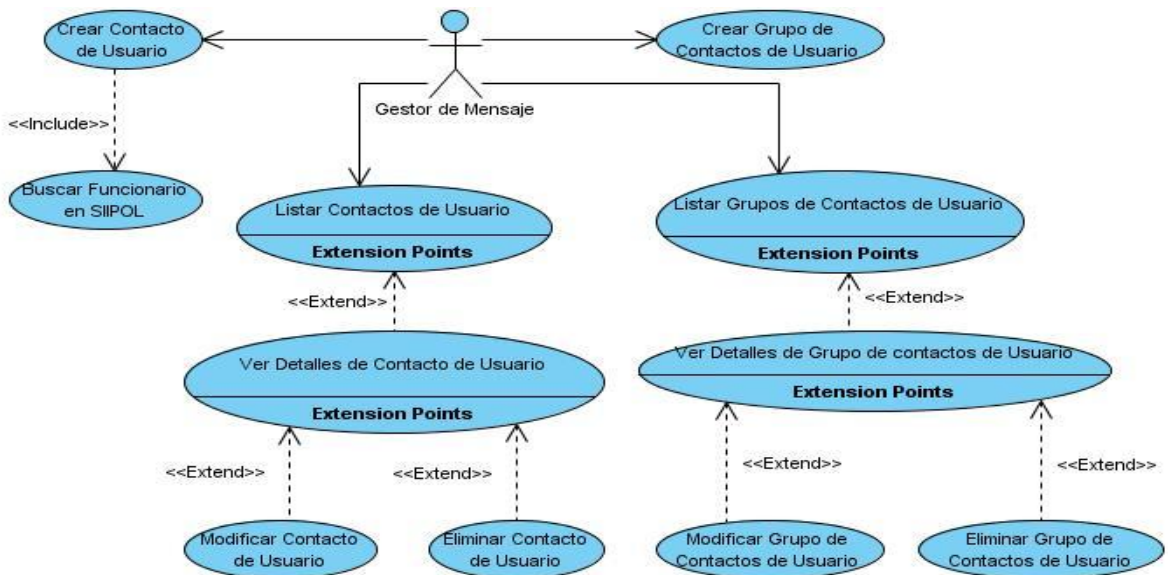 Crear Contacto
de Usuario
Crear Grupo de
Contactos de Usuario
Gestor de Mensaje
<<Include>>
Buscar Funcionario
en SIIPOL
Listar Contactos de Usuario
Extension Points
Listar Grupos de Contactos de Usuario
Extension Points
<<Extend>>
<<Extend>>
Ver Detalles de Contacto de Usuario
Extension Points
Ver Detalles de Grupo de contactos de Usuario
Extension Points
<<Extend>>
<<Extend>>
<<Extend>>
<<Extend>>
Modificar Contacto
de Usuario
Eliminar Contacto
de Usuario
Modificar Grupo de
Contactos de Usuario
Eliminar Grupo de
Contactos de Usuario